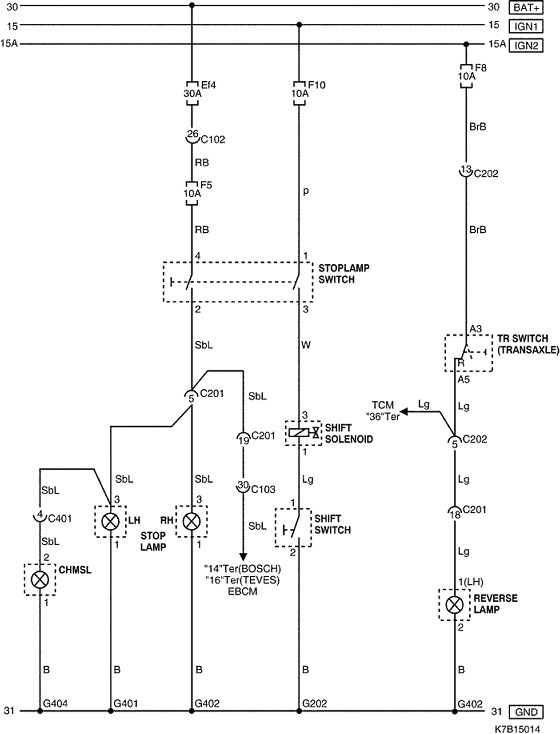 30 30 BAT+
15 15 IGN1
15A 15A IGN2
Ef4
30A
F10
10A
F8
10A
26
C102
RB
F5
10A
BrB
13
C202
p
RB
BrB
4
1
STOPLAMP
SWITCH
2
3
A3
TR SWITCH
(TRANSAXLE)
R
A5
SbL
W
C201
5
SbL
TCM
"36"Ter
Lg
Lg
3
SHIFT
SOLENOID
1
19
C201
5
C202
SbL
SbL
SbL
30
C103
Lg
4
C401
3
LH
RH
3
STOP
LAMP
1
1
SbL
1
SHIFT
SWITCH
2
18
C201
SbL
2
CHMSL
1
"14"Ter(BOSCH)
"16"Ter(TEVES)
EBCM
Lg
1(LH)
REVERSE
LAMP
2
B
B
B
B
B
31
G404
G401
G402
G202
G402
31
GND
K7B15014